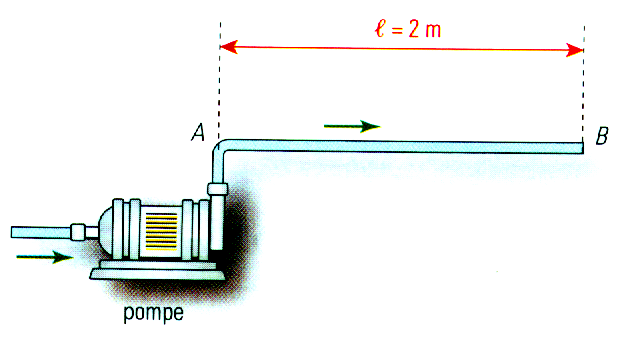 ℓ = 2 m
A
B
pompe